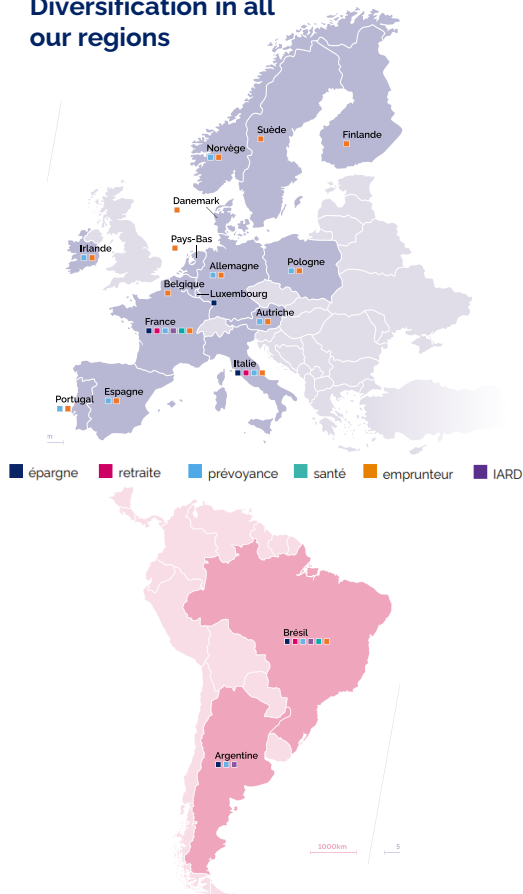 Diversification in all
our regions
Suède
Finlande
Norvège
Danemark
Pays-Bas
Irlande
Allemagne
Pologne
Belgique
Luxembourg
Autriche
France
Italie
Espagne
Portugal
m
épargne retraite prévoyance santé emprunteur IARD
Brésil
Argentine
1000km 5